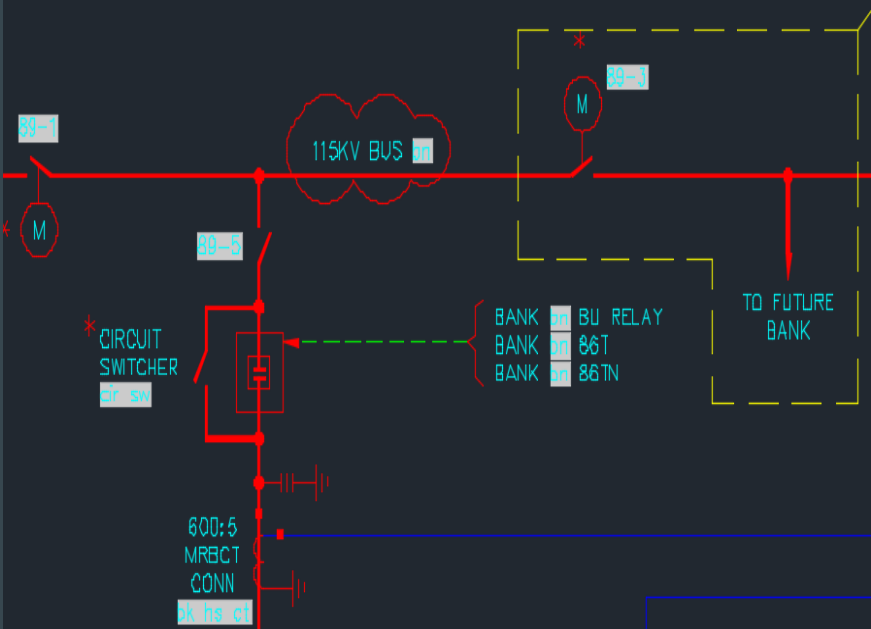 89-3
M
89-1
115KV BUS bn
M
89-5
TO FUTURE
BANK
BANK bn BU RELAY
BANK bn 86T
BANK bn 86TN
CIRCUIT
SWITCHER
cir sw
600:5
MRBCT
CONN
bk hs ct